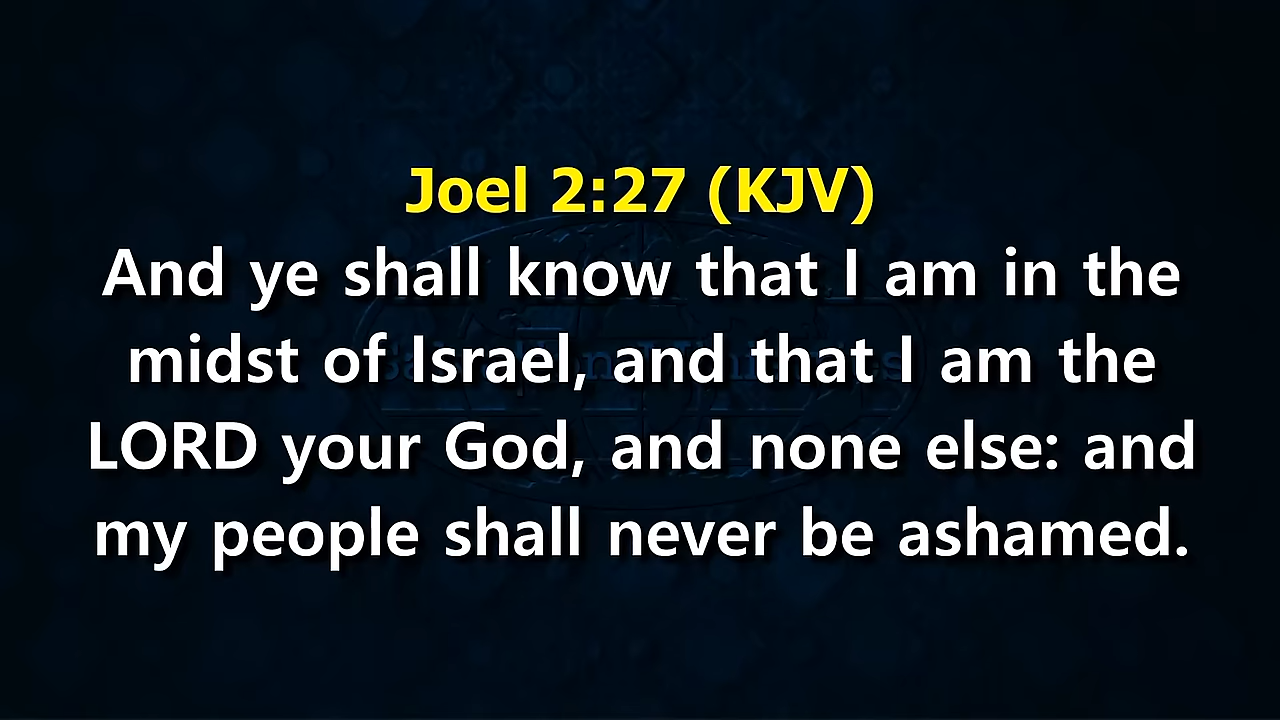 Joel 2:27 (KJV)
And ye shall know that I am in the
midst of Israel, and that I am the
LORD your God, and none else: and
my people shall never be ashamed.